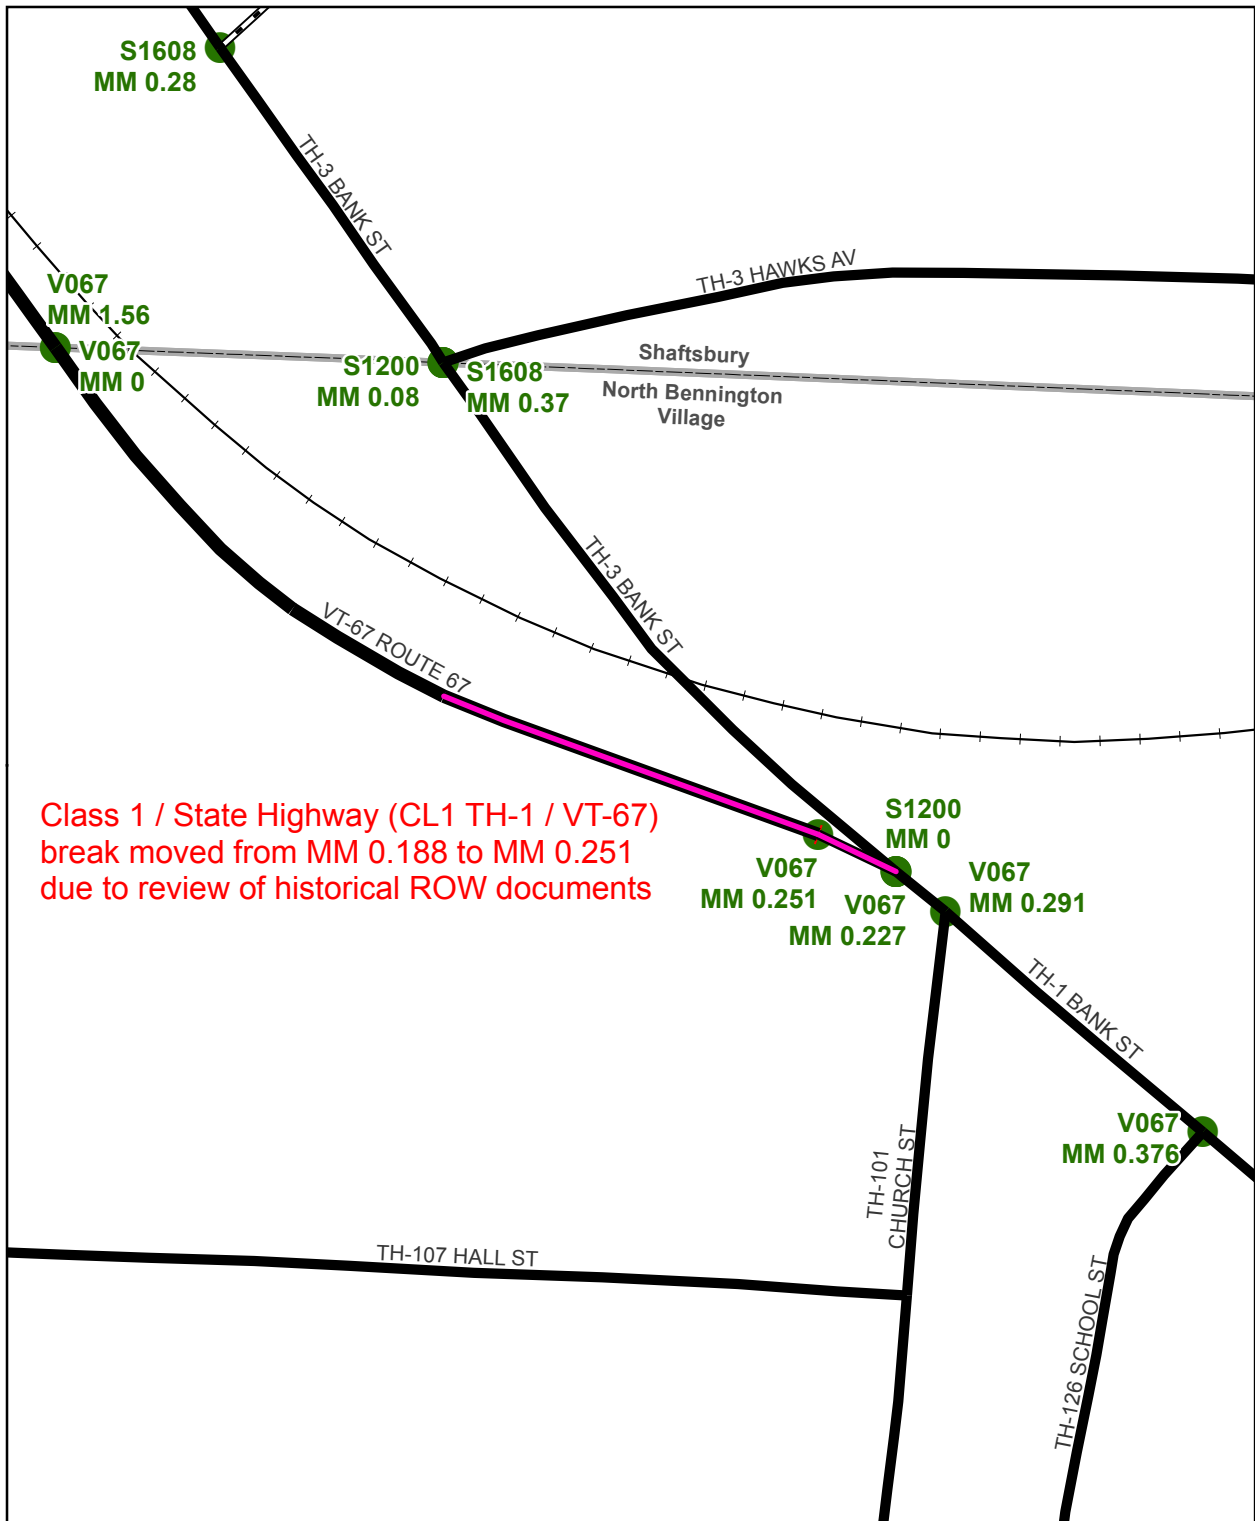 S1608
MM 0.28
TH-3 BANK ST
TH-3 HAWKS AV
V067
MM 1.56
V067
MM 0
S1200
MM 0.08
S1608
MM 0.37
Shaftsbury
North Bennington
Village
TH-3 BANK ST
VT-67 ROUTE 67
Class 1 / State Highway (CL1 TH-1 / VT-67)
break moved from MM 0.188 to MM 0.251
due to review of historical ROW documents
S1200
MM 0
V067
MM 0.251
V067
MM 0.227
V067
MM 0.291
TH-1 BANK ST
V067
MM 0.376
TH-101
CHURCH ST
TH-107 HALL ST
TH-126 SCHOOL ST